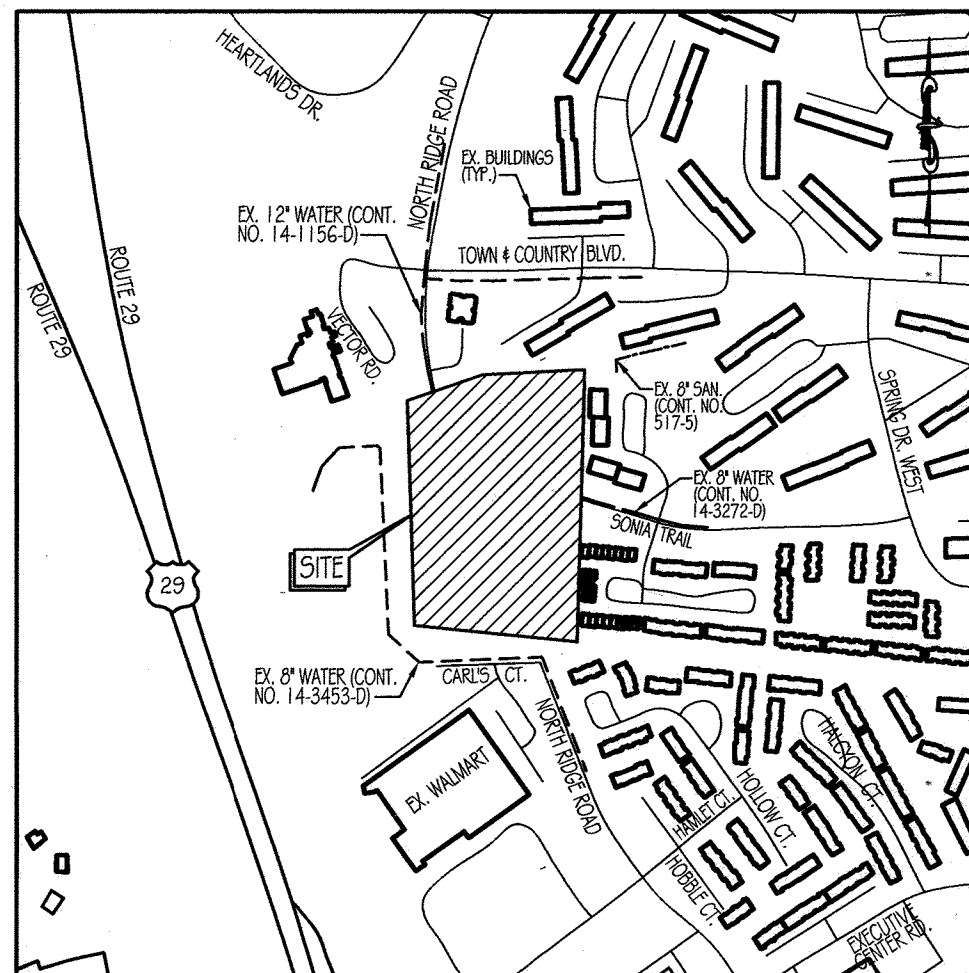 HEARTLANDS DR.
NORTH RIDGE ROAD
EX. BUILDINGS
(TYP.)
EX. 12" WATER (CONT.
NO. 14-1156-D)
TOWN & COUNTRY BLVD.
ROUTE 29
ROUTE 29
VECTOR RD.
EX. 8" SAN.
(CONT. NO.
517-5)
SPRING DR. WEST
EX. 8" WATER
(CONT. NO.
14-3272-D)
SONIA TRAIL
SITE
29
EX. 8" WATER (CONT.
NO. 14-3453-D)
CARL'S CT.
NORTH RIDGE ROAD
EX. WALMART
HALCYON CT.
HOLLOW CT.
HAMLET CT.
HOBBLE CT.
EXECUTIVE
CENTER RD.